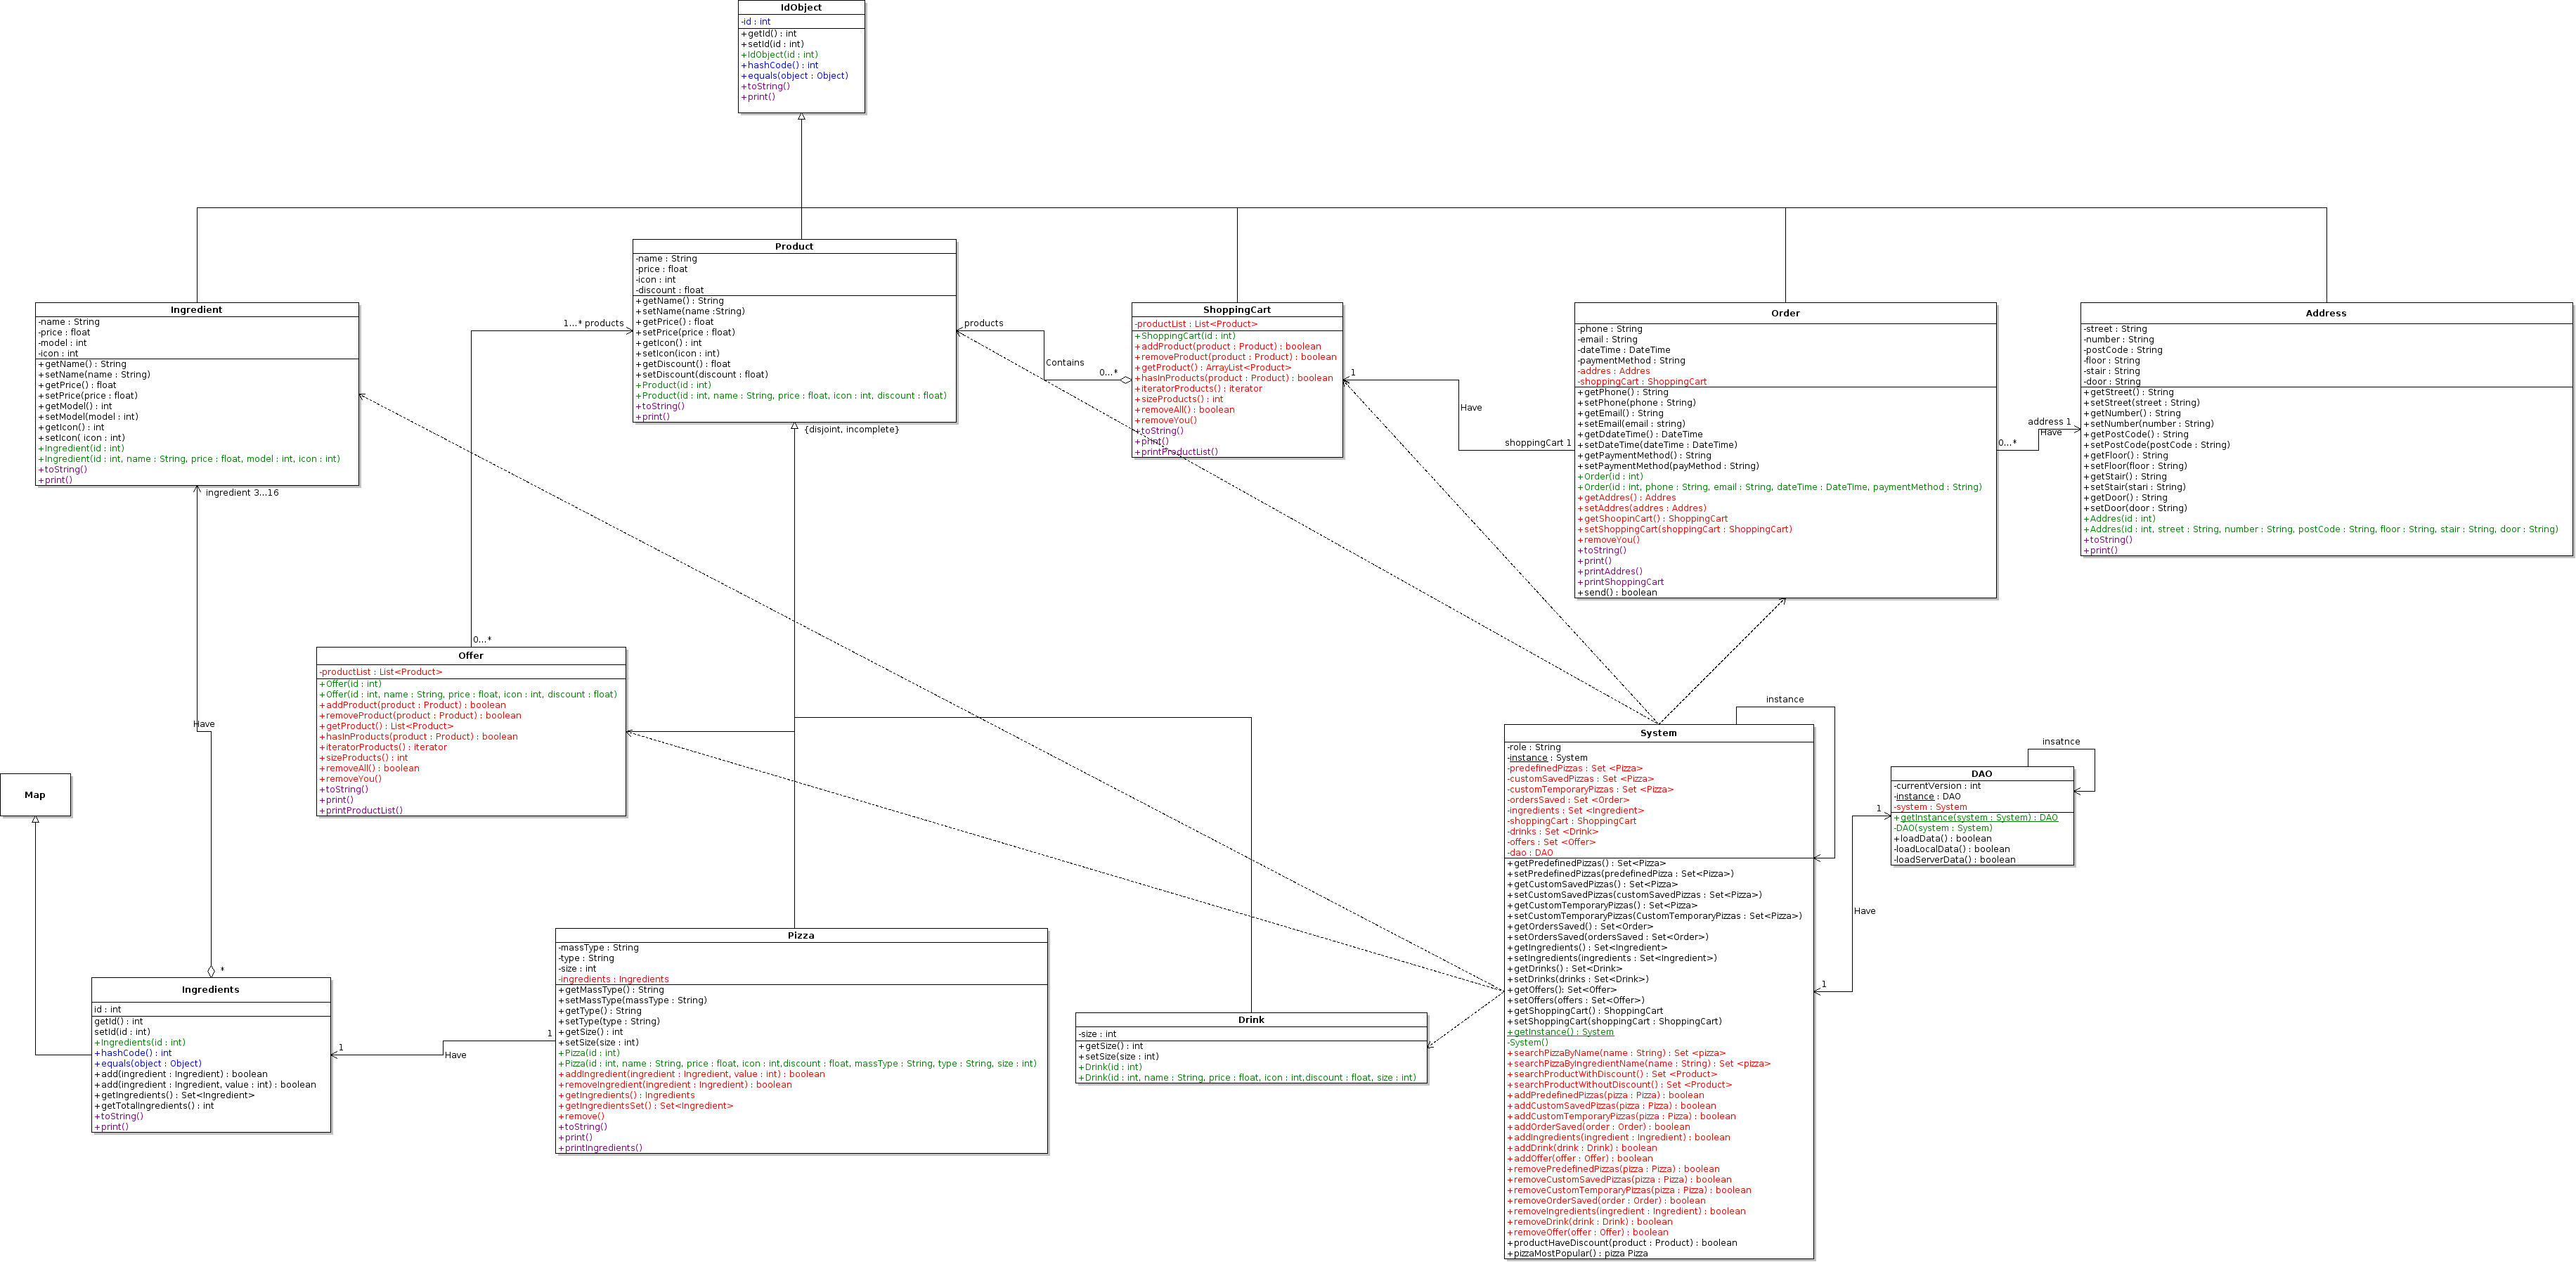 IdObject
-id : int
+getId() : int
+setId(id : int)
+IdObject(id : int)
+hashCode() : int
+equals(object : Object)
+toString()
+print()
Product
-name : String
-price : float
-icon : int
-discount : float
+getName() : String
+setName(name :String)
+getPrice() : float
+setPrice(price : float)
+getIcon() : int
+setIcon(icon : int)
+getDiscount() : float
+setDiscount(discount : float)
+Product(id : int)
+Product(id : int, name : String, price : float, icon : int, discount : float)
+toString()
+print()
{disjoint, incomplete}
1...* products
products
Contains
0...*
Ingredient
-name : String
-price : float
-model : int
-icon : int
+getName() : String
+setName(name : String)
+getPrice() : float
+setPrice(price : float)
+getModel() : int
+setModel(model : int)
+getIcon() : int
+setIcon( icon : int)
+Ingredient(id : int)
+Ingredient(id : int, name : String, price : float, model : int, icon : int)
+toString()
+print()
ingredient 3...16
ShoppingCart
-productList : List<Product>
+ShoppingCart(id : int)
+addProduct(product : Product) : boolean
+removeProduct(product : Product) : boolean
+getProduct() : ArrayList<Product>
+hasInProducts(product : Product) : boolean
+iteratorProducts() : iterator
+sizeProducts() : int
+removeAll() : boolean
+removeYou()
+toString()
+print()
+printProductList()
1
Have
shoppingCart 1
Order
-phone : String
-email : String
-dateTime : DateTime
-paymentMethod : String
-addres : Addres
-shoppingCart : ShoppingCart
+getPhone() : String
+setPhone(phone : String)
+getEmail() : String
+setEmail(email : string)
+getDdateTime() : DateTime
+setDateTime(dateTime : DateTime)
+getPaymentMethod() : String
+setPaymentMethod(payMethod : String)
+Order(id : int)
+Order(id : int, phone : String, email : String, dateTime : DateTime, paymentMethod : String)
+getAddres() : Addres
+setAddres(addres : Addres)
+getShoopinCart() : ShoppingCart
+setShoppingCart(shoppingCart : ShoppingCart)
+removeYou()
+toString()
+print()
+printAddres()
+printShoppingCart
+send() : boolean
address 1
Have
0...*
Address
-street : String
-number : String
-postCode : String
-floor : String
-stair : String
-door : String
+getStreet() : String
+setStreet(street : String)
+getNumber() : String
+setNumber(number : String)
+getPostCode() : String
+setPostCode(postCode : String)
+getFloor() : String
+setFloor(floor : String)
+getStair() : String
+setStair(stari : String)
+getDoor() : String
+setDoor(door : String)
+Addres(id : int)
+Addres(id : int, street : String, number : String, postCode : String, floor : String, stair : String, door : String)
+toString()
+print()
0...*
Offer
-productList : List<Product>
+Offer(id : int)
+Offer(id : int, name : String, price : float, icon : int, discount : float)
+addProduct(product : Product) : boolean
+removeProduct(product : Product) : boolean
+getProduct() : List<Product>
+hasInProducts(product : Product) : boolean
+iteratorProducts() : iterator
+sizeProducts() : int
+removeAll() : boolean
+removeYou()
+toString()
+print()
+printProductList()
Have
Map
*
Ingredients
id : int
getId() : int
setId(id : int)
+Ingredients(id : int)
+hashCode() : int
+equals(object : Object)
+add(ingredient : Ingredient) : boolean
+add(ingredient : Ingredient, value : int) : boolean
+getIngredients() : Set<Ingredient>
+getTotalIngredients() : int
+toString()
+print()
1
Have
1
Pizza
-massType : String
-type : String
-size : int
-ingredients : Ingredients
+getMassType() : String
+setMassType(massType : String)
+getType() : String
+setType(type : String)
+getSize() : int
+setSize(size : int)
+Pizza(id : int)
+Pizza(id : int, name : String, price : float, icon : int,discount : float, massType : String, type : String, size : int)
+addIngredient(ingredient : Ingredient, value : int) : boolean
+removeIngredient(ingredient : Ingredient) : boolean
+getIngredients() : Ingredients
+getIngredientsSet() : Set<Ingredient>
+remove()
+toString()
+print()
+printIngredients()
Drink
-size : int
+getSize() : int
+setSize(size : int)
+Drink(id : int)
+Drink(id : int, name : String, price : float, icon : int,discount : float, size : int)
instance
System
-role : String
-instance : System
-predefinedPizzas : Set <Pizza>
-customSavedPizzas : Set <Pizza>
-customTemporaryPizzas : Set <Pizza>
-ordersSaved : Set <Order>
-ingredients : Set <Ingredient>
-shoppingCart : ShoppingCart
-drinks : Set <Drink>
-offers : Set <Offer>
-dao : DAO
+getPredefinedPizzas() : Set<Pizza>
+setPredefinedPizzas(predefinedPizza : Set<Pizza>)
+getCustomSavedPizzas() : Set<Pizza>
+setCustomSavedPizzas(customSavedPizzas : Set<Pizza>)
+getCustomTemporaryPizzas() : Set<Pizza>
+setCustomTemporaryPizzas(CustomTemporaryPizzas : Set<Pizza>)
+getOrdersSaved() : Set<Order>
+setOrdersSaved(ordersSaved : Set<Order>)
+getIngredients() : Set<Ingredient>
+setIngredients(ingredients : Set<Ingredient>)
+getDrinks() : Set<Drink>
+setDrinks(drinks : Set<Drink>)
+getOffers(): Set<Offer>
+setOffers(offers : Set<Offer>)
+getShoppingCart() : ShoppingCart
+setShoppingCart(shoppingCart : ShoppingCart)
+getInstance() : System
-System()
+searchPizzaByName(name : String) : Set <pizza>
+searchPizzaByIngredientName(name : String) : Set <pizza>
+searchProductWithDiscount() : Set <Product>
+searchProductWithoutDiscount() : Set <Product>
+addPredefinedPizzas(pizza : Pizza) : boolean
+addCustomSavedPizzas(pizza : Pizza) : boolean
+addCustomTemporaryPizzas(pizza : Pizza) : boolean
+addOrderSaved(order : Order) : boolean
+addIngredients(ingredient : Ingredient) : boolean
+addDrink(drink : Drink) : boolean
+addOffer(offer : Offer) : boolean
+removePredefinedPizzas(pizza : Pizza) : boolean
+removeCustomSavedPizzas(pizza : Pizza) : boolean
+removeCustomTemporaryPizzas(pizza : Pizza) : boolean
+removeOrderSaved(order : Order) : boolean
+removeIngredients(ingredient : Ingredient) : boolean
+removeDrink(drink : Drink) : boolean
+removeOffer(offer : Offer) : boolean
+productHaveDiscount(product : Product) : boolean
+pizzaMostPopular() : pizza Pizza
1
Have
1
insatnce
DAO
-currentVersion : int
-instance : DAO
-system : System
+getInstance(system : System) : DAO
-DAO(system : System)
+loadData() : boolean
-loadLocalData() : boolean
-loadServerData() : boolean